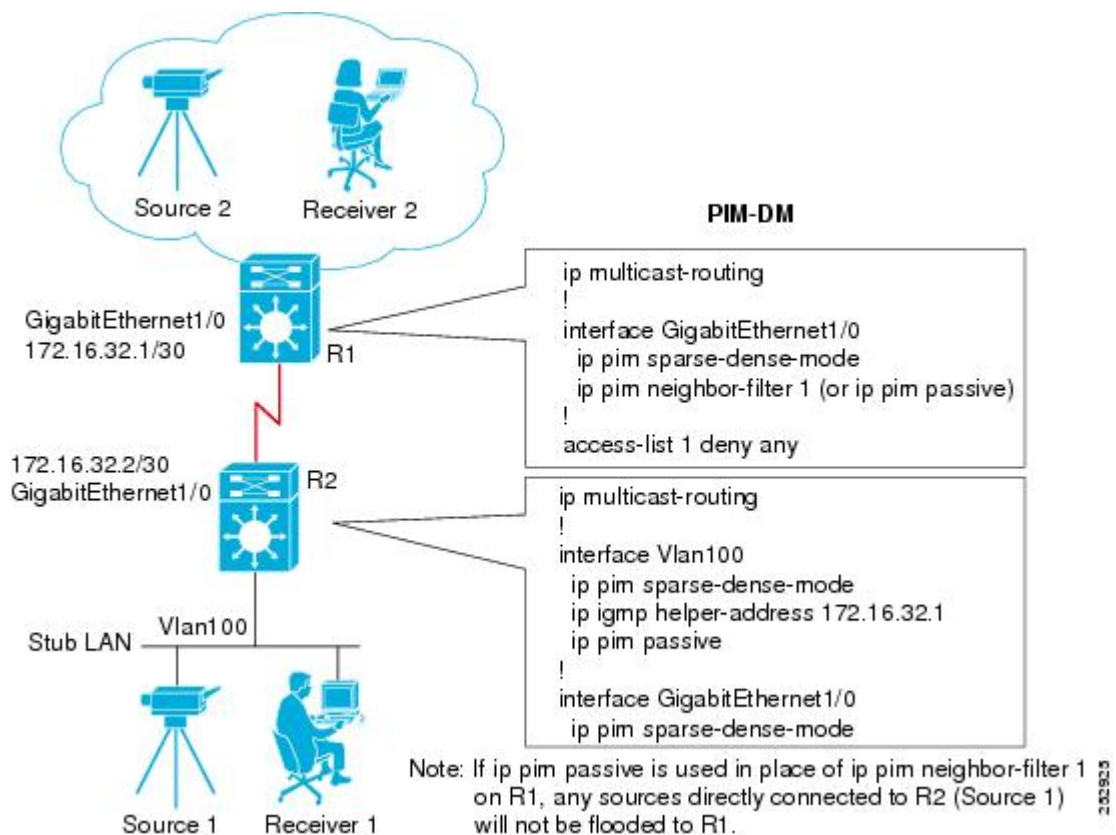 Source 2
Receiver 2
PIM-DM
GigabitEthernet1/0
172.16.32.1/30
R1
ip multicast-routing
!
interface GigabitEthernet1/0
ip pim sparse-dense-mode
ip pim neighbor-filter 1 (or ip pim passive)
!
access-list 1 deny any
172.16.32.2/30
GigabitEthernet1/0
R2
ip multicast-routing
!
interface Vlan100
ip pim sparse-dense-mode
ip igmp helper-address 172.16.32.1
ip pim passive
!
interface GigabitEthernet1/0
ip pim sparse-dense-mode
Vlan100
Stub LAN
Source 1
Receiver 1
Note: If ip pim passive is used in place of ip pim neighbor-filter 1
on R1, any sources directly connected to R2 (Source 1)
will not be flooded to R1.